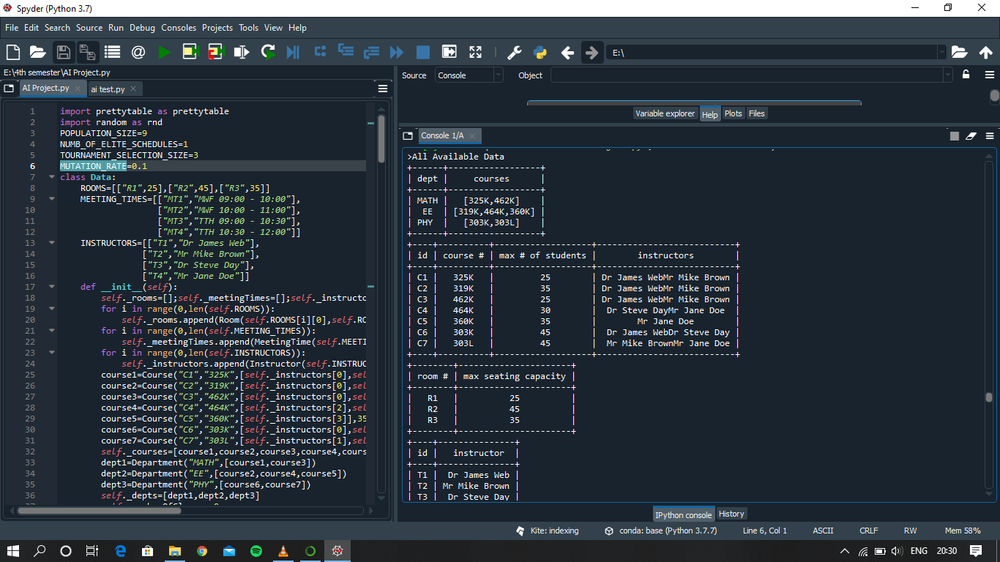 Spyder (Python 3.7)
File Edit Search Source Run Debug Consoles Projects Tools View Help
E:\
E:\4th semester\AI Project.py
AI Project.py
ai test.py
1 import prettytable as prettytable
2 import random as rnd
3 POPULATION_SIZE=9
4 NUMB_OF_ELITE_SCHEDULES=1
5 TOURNAMENT_SELECTION_SIZE=3
6 MUTATION_RATE=0.1
7 class Data:
8 ROOMS=[["R1",25],["R2",45],["R3",35]]
9 MEETING_TIMES=[["MT1","MWF 09:00 - 10:00"],
10 ["MT2","MWF 10:00 - 11:00"],
11 ["MT3","TTH 09:00 - 10:30"],
12 ["MT4","TTH 10:30 - 12:00"]]
13 INSTRUCTORS=[["T1","Dr James Web"],
14 ["T2","Mr Mike Brown"],
15 ["T3","Dr Steve Day"],
16 ["T4","Mr Jane Doe"]]
17 def __init__(self):
18 self._rooms=[];self._meetingTimes=[];self._instructo
19 for i in range(0,len(self.ROOMS)):
20 self._rooms.append(Room(self.ROOMS[i][0],self.RO
21 for i in range(0,len(self.MEETING_TIMES)):
22 self._meetingTimes.append(MeetingTime(self.MEETI
23 for i in range(0,len(self.INSTRUCTORS)):
24 self._instructors.append(Instructor(self.INSTRUC
25 course1=Course("C1","325K",[self._instructors[0],sel
26 course2=Course("C2","319K",[self._instructors[0],sel
27 course3=Course("C3","462K",[self._instructors[0],sel
28 course4=Course("C4","464K",[self._instructors[2],sel
29 course5=Course("C5","360K",[self._instructors[3]],35
30 course6=Course("C6","303K",[self._instructors[0],sel
31 course7=Course("C7","303L",[self._instructors[1],sel
32 self._courses=[course1,course2,course3,course4,cours
33 dept1=Department("MATH",[course1,course3])
34 dept2=Department("EE",[course2,course4,course5])
35 dept3=Department("PHY",[course6,course7])
36 self._depts=[dept1,dept2,dept3]
Source Console Object
Variable explorer Help Plots Files
Console 1/A
>All Available Data
+------+------------------+
| dept | courses |
+------+------------------+
| MATH | [325K,462K] |
| EE | [319K,464K,360K] |
| PHY | [303K,303L] |
+------+------------------+
+----+----------+-------------------+---------------------------+
| id | course # | max # of students | instructors |
+----+----------+-------------------+---------------------------+
| C1 | 325K | 25 | Dr James WebMr Mike Brown |
| C2 | 319K | 35 | Dr James WebMr Mike Brown |
| C3 | 462K | 25 | Dr James WebMr Mike Brown |
| C4 | 464K | 30 | Dr Steve DayMr Jane Doe |
| C5 | 360K | 35 | Mr Jane Doe |
| C6 | 303K | 45 | Dr James WebDr Steve Day |
| C7 | 303L | 45 | Mr Mike BrownMr Jane Doe |
+----+----------+-------------------+---------------------------+
+--------+----------------------+
| room # | max seating capacity |
+--------+----------------------+
| R1 | 25 |
| R2 | 45 |
| R3 | 35 |
+--------+----------------------+
+----+---------------+
| id | instructor |
+----+---------------+
| T1 | Dr James Web |
| T2 | Mr Mike Brown |
| T3 | Dr Steve Day |
IPython console History
Kite: indexing conda: base (Python 3.7.7) Line 6, Col 1 ASCII CRLF RW Mem 58%
ENG 20:30